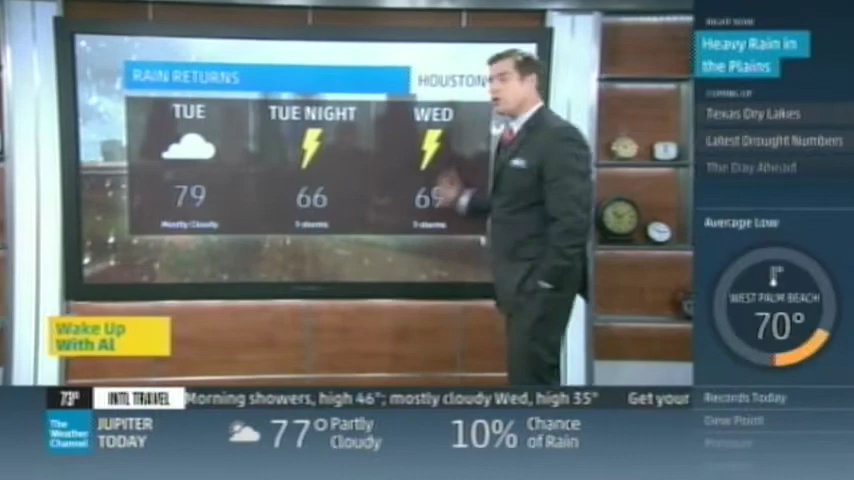 RAIN RETURNS
HOUSTON
TUE
TUE NIGHT
WED
79
66
69
Mostly Cloudy
T-storms
T-storms
Wake Up
With Al
RIGHT NOW
Heavy Rain in
the Plains
COMING UP
Texas Dry Lakes
Latest Drought Numbers
The Day Ahead
Average Low
WEST PALM BEACH
70°
Records Today
Dew Point
73°
INTL TRAVEL
Morning showers, high 46°; mostly cloudy Wed, high 35°
Get your
The
Weather
Channel
JUPITER
TODAY
77° Partly
Cloudy
10% Chance
of Rain